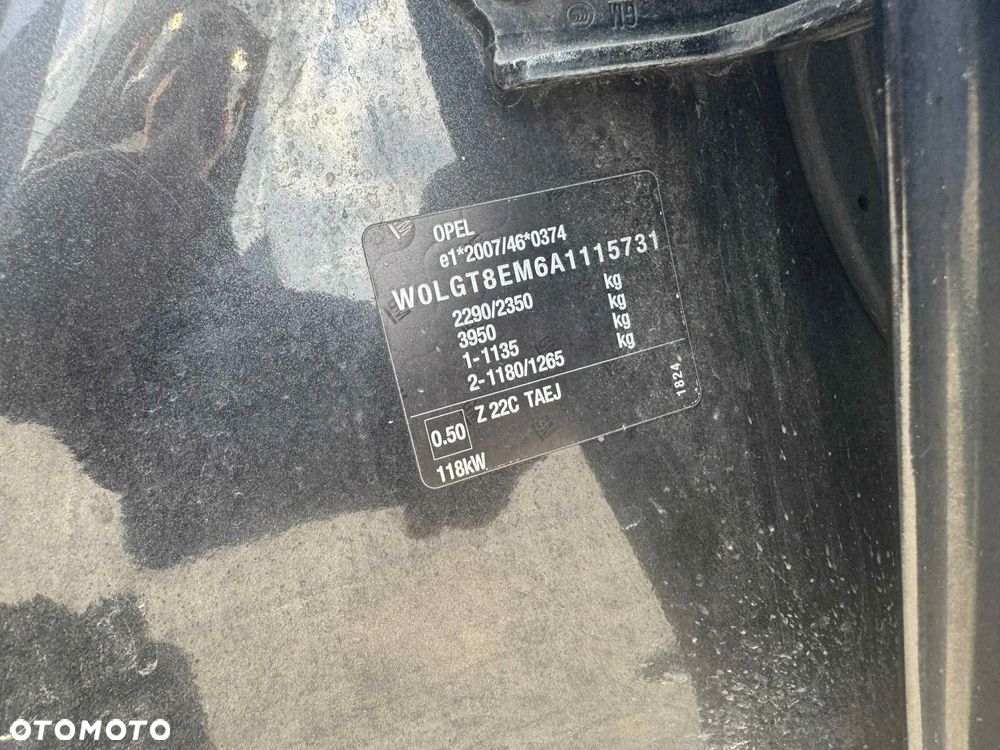 OPEL
e1*2007/46*0374
W0LGT8EM6A1115731
2290/2350 kg
3950 kg
1-1135 kg
2-1180/1265 kg
Z 22C TAEJ
1824
0.50
118kW
OTOMOTO